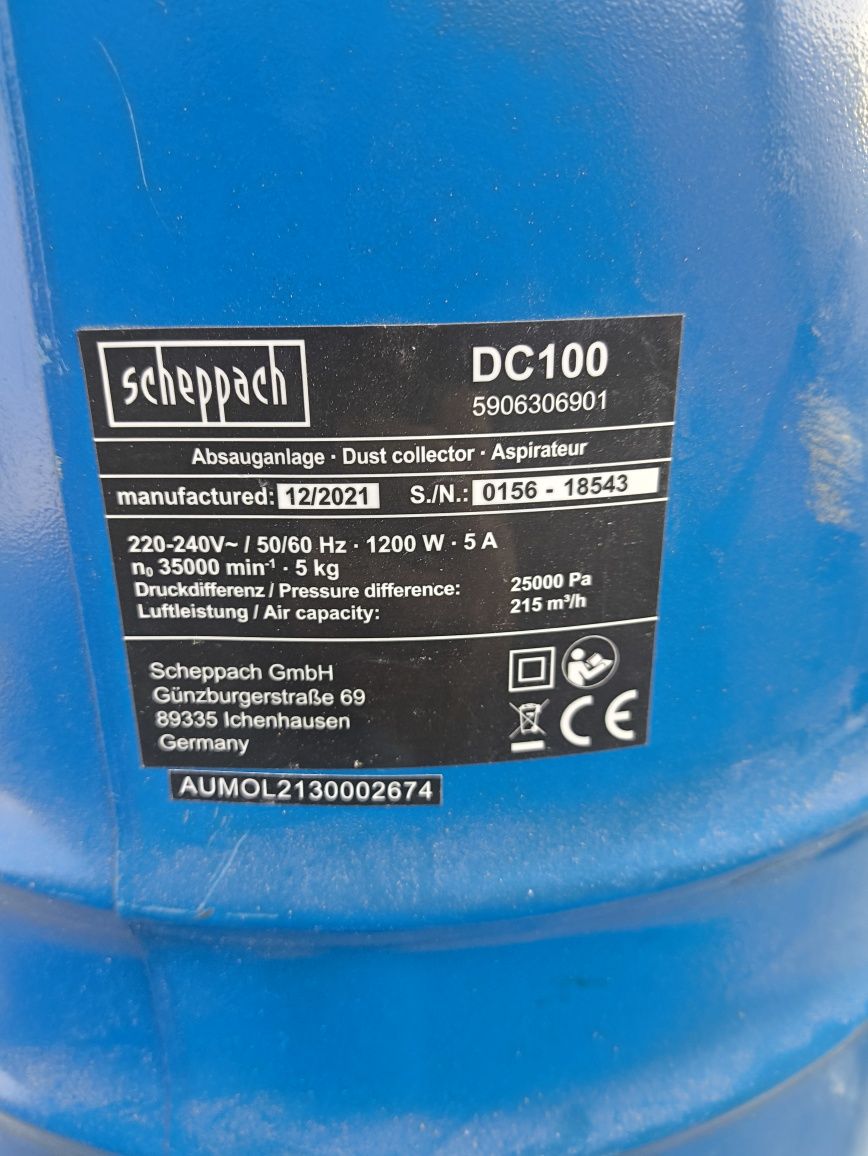 scheppach
DC100
5906306901
Absauganlage · Dust collector · Aspirateur
manufactured: 12/2021 S./N.: 0156 - 18543
220-240V~ / 50/60 Hz · 1200 W · 5 A
n₀ 35000 min⁻¹ · 5 kg
Druckdifferenz / Pressure difference: 25000 Pa
Luftleistung / Air capacity: 215 m³/h
Scheppach GmbH
Günzburgerstraße 69
89335 Ichenhausen
Germany
CE
AUMOL2130002674